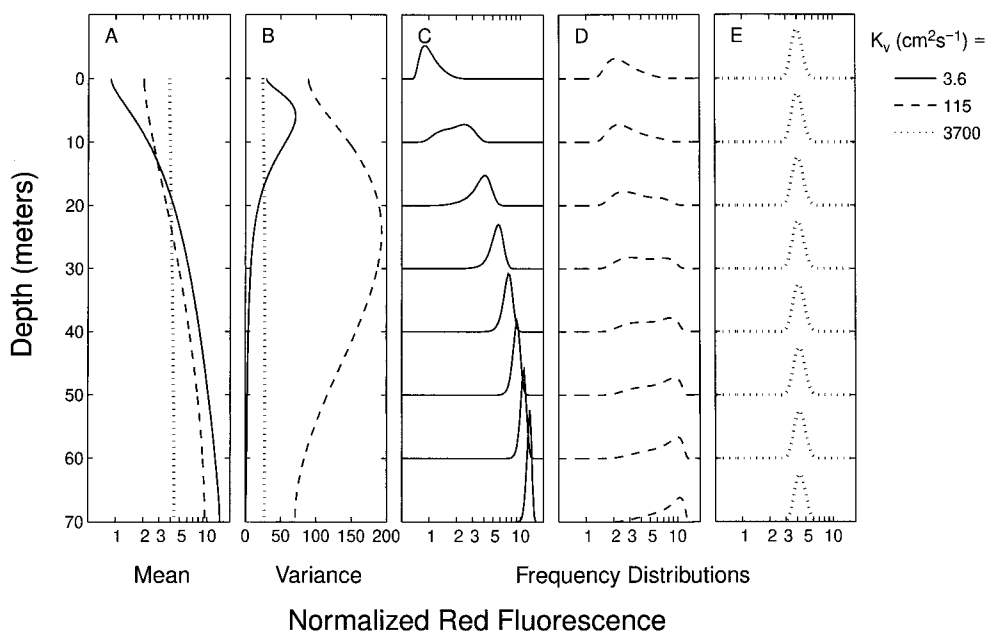 A
B
C
D
E
Kv (cm²s⁻¹) =
3.6
115
3700
Depth (meters)
0
10
20
30
40
50
60
70
1 2 3 5 10
0 50 100 150 200
1 2 3 5 10
1 2 3 5 10
1 2 3 5 10
Mean
Variance
Frequency Distributions
Normalized Red Fluorescence